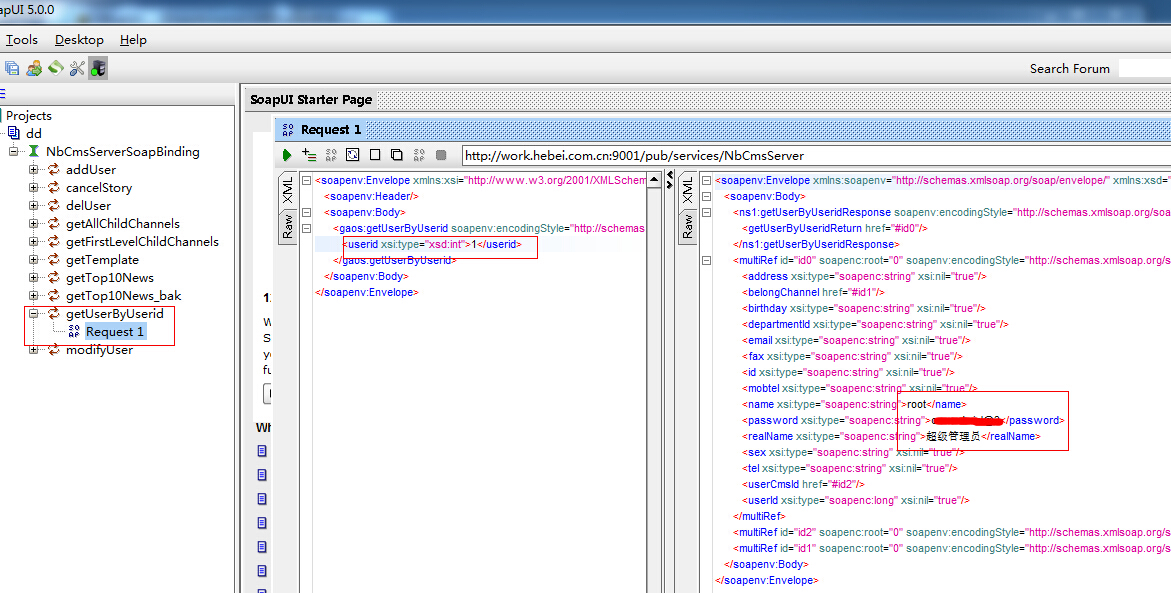 apUI 5.0.0
Tools Desktop Help
Search Forum
Projects
dd
NbCmsServerSoapBinding
addUser
cancelStory
delUser
getAllChildChannels
getFirstLevelChildChannels
getTemplate
getTop10News
getTop10News_bak
getUserByUserid
Request 1
modifyUser
SoapUI Starter Page
Request 1
http://work.hebei.com.cn:9001/pub/services/NbCmsServer
XML
Raw
<soapenv:Envelope xmlns:xsi="http://www.w3.org/2001/XMLSchem
<soapenv:Header/>
<soapenv:Body>
<gaos:getUserByUserid soapenv:encodingStyle="http://schemas
<userid xsi:type="xsd:int">1</userid>
</gaos:getUserByUserid>
</soapenv:Body>
</soapenv:Envelope>
XML
Raw
<soapenv:Envelope xmlns:soapenv="http://schemas.xmlsoap.org/soap/envelope/" xmlns:xsd="
<soapenv:Body>
<ns1:getUserByUseridResponse soapenv:encodingStyle="http://schemas.xmlsoap.org/soa
<getUserByUseridReturn href="#id0"/>
</ns1:getUserByUseridResponse>
<multiRef id="id0" soapenc:root="0" soapenv:encodingStyle="http://schemas.xmlsoap.org/s
<address xsi:type="soapenc:string" xsi:nil="true"/>
<belongChannel href="#id1"/>
<birthday xsi:type="soapenc:string" xsi:nil="true"/>
<departmentId xsi:type="soapenc:string" xsi:nil="true"/>
<email xsi:type="soapenc:string" xsi:nil="true"/>
<fax xsi:type="soapenc:string" xsi:nil="true"/>
<id xsi:type="soapenc:string" xsi:nil="true"/>
<mobtel xsi:type="soapenc:string" xsi:nil="true"/>
<name xsi:type="soapenc:string">root</name>
<password xsi:type="soapenc:string"></password>
<realName xsi:type="soapenc:string">超级管理员</realName>
<sex xsi:type="soapenc:string" xsi:nil="true"/>
<tel xsi:type="soapenc:string" xsi:nil="true"/>
<userCmsId href="#id2"/>
<userId xsi:type="soapenc:long" xsi:nil="true"/>
</multiRef>
<multiRef id="id2" soapenc:root="0" soapenv:encodingStyle="http://schemas.xmlsoap.org/s
<multiRef id="id1" soapenc:root="0" soapenv:encodingStyle="http://schemas.xmlsoap.org/s
</soapenv:Body>
</soapenv:Envelope>